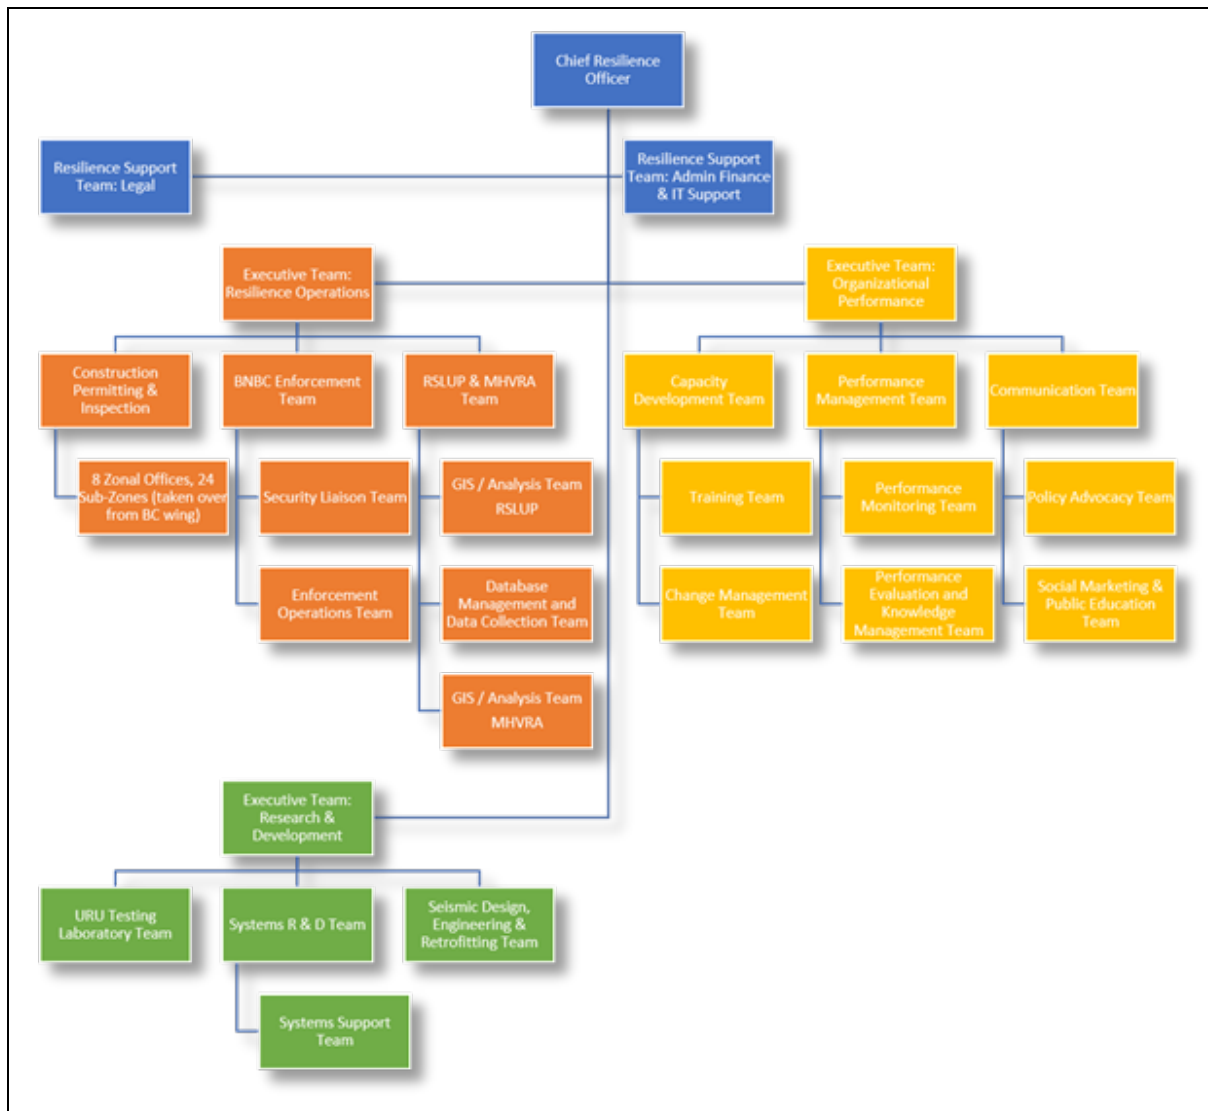 Chief Resilience
Officer
Resilience Support
Team: Legal
Resilience Support
Team: Admin Finance
& IT Support
Executive Team:
Resilience Operations
Executive Team:
Organizational
Performance
Construction
Permitting &
Inspection
BNBC Enforcement
Team
RSLUP & MHVRA
Team
Capacity
Development Team
Performance
Management Team
Communication Team
8 Zonal Offices, 24
Sub-Zones (taken over
from BC wing)
Security Liaison Team
GIS / Analysis Team
RSLUP
Training Team
Performance
Monitoring Team
Policy Advocacy Team
Enforcement
Operations Team
Database
Management and
Data Collection Team
Change Management
Team
Performance
Evaluation and
Knowledge
Management Team
Social Marketing &
Public Education
Team
GIS / Analysis Team
MHVRA
Executive Team:
Research &
Development
URU Testing
Laboratory Team
Systems R & D Team
Seismic Design,
Engineering &
Retrofitting Team
Systems Support
Team